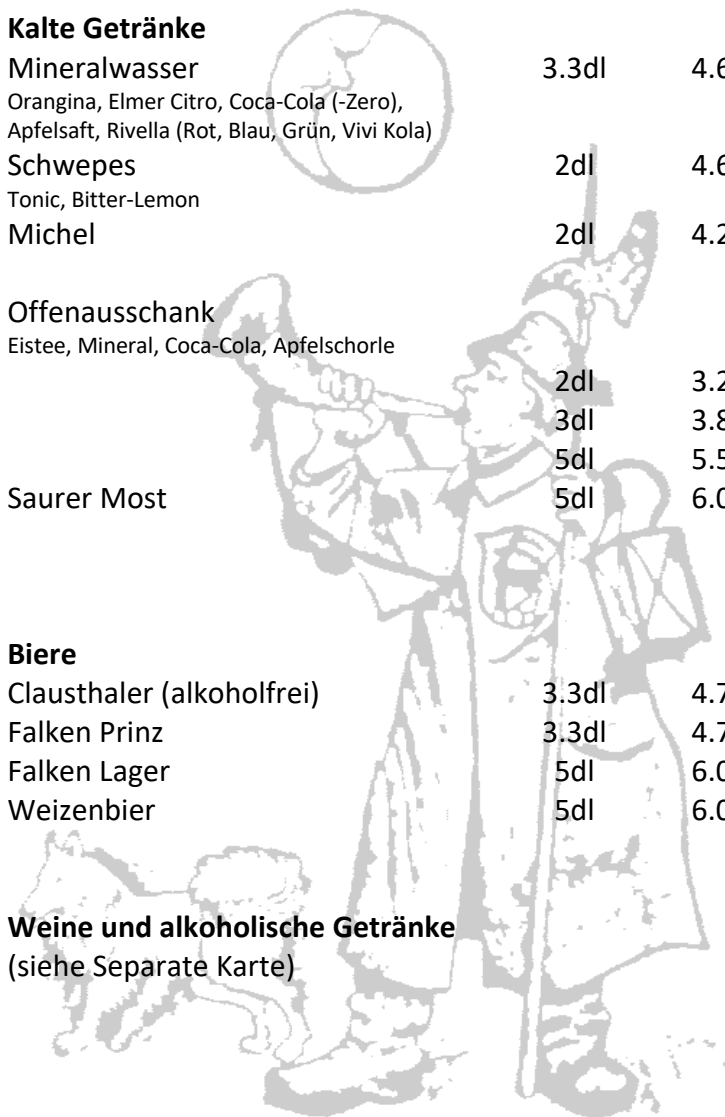 Kalte Getränke
Mineralwasser 3.3dl 4.6
Orangina, Elmer Citro, Coca-Cola (-Zero),
Apfelsaft, Rivella (Rot, Blau, Grün, Vivi Kola)
Schwepes 2dl 4.6
Tonic, Bitter-Lemon
Michel 2dl 4.2
Offenausschank
Eistee, Mineral, Coca-Cola, Apfelschorle
2dl 3.2
3dl 3.8
5dl 5.5
Saurer Most 5dl 6.0
Biere
Clausthaler (alkoholfrei) 3.3dl 4.7
Falken Prinz 3.3dl 4.7
Falken Lager 5dl 6.0
Weizenbier 5dl 6.0
Weine und alkoholische Getränke
(siehe Separate Karte)